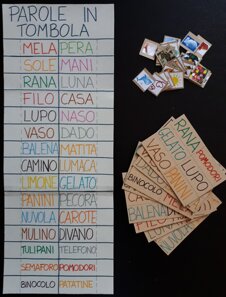 PAROLE IN
TOMBOLA
MELA PERA
SOLE MANI
RANA LUNA
FILO CASA
LUPO NASO
VASO DADO
BALENA MATITA
CAMINO LUMACA
LIMONE GELATO
PANINI PECORA
NUVOLA CAROTE
MULINO DIVANO
TULIPANI TELEFONO
SEMAFORO POMODORI
BINOCOLO PATATINE
RANA
POMODORI
GELATO
LUPO
VASO
PANINI
BINOCOLO